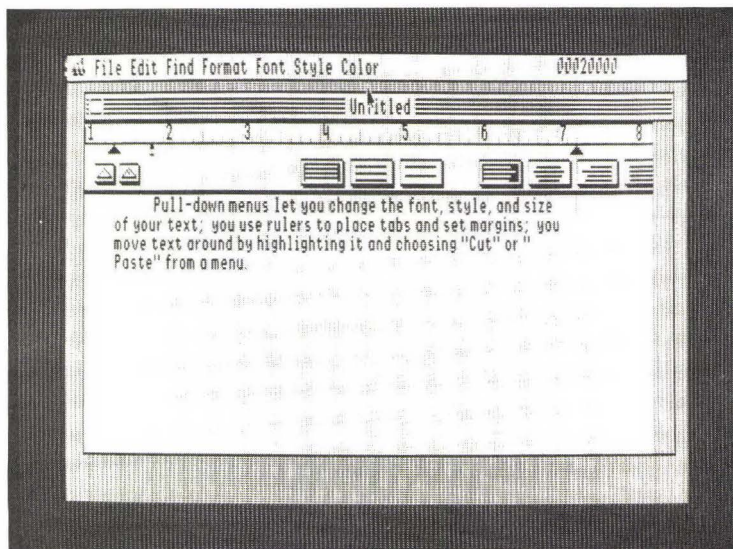 File Edit Find Format Font Style Color 00020000
Untitled
1 2 3 4 5 6 7 8
Pull-down menus let you change the font, style, and size
of your text; you use rulers to place tabs and set margins; you
move text around by highlighting it and choosing "Cut" or "
Paste" from a menu.